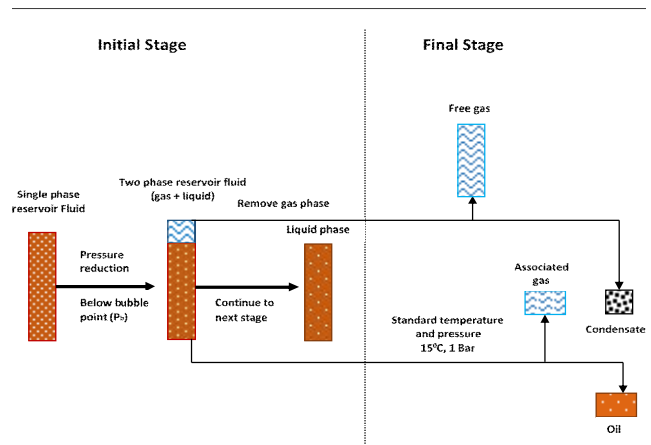 Initial Stage
Final Stage
Free gas
Two phase reservoir fluid
(gas + liquid)
Single phase
reservoir Fluid
Remove gas phase
Liquid phase
Pressure
reduction
Below bubble
point (Pb)
Continue to
next stage
Associated
gas
Standard temperature
and pressure
15⁰C, 1 Bar
Condensate
Oil